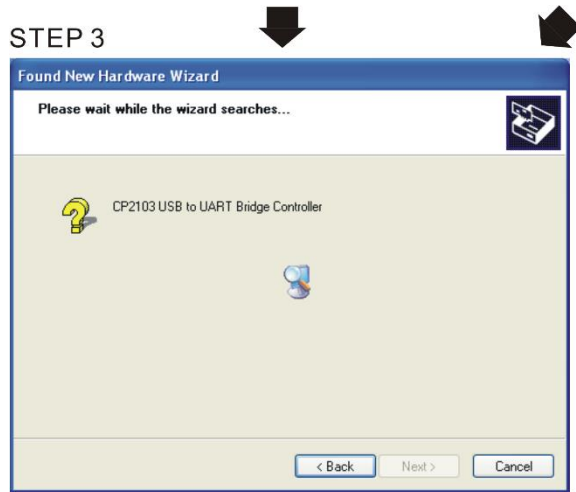 STEP 3
Found New Hardware Wizard
Please wait while the wizard searches...
CP2103 USB to UART Bridge Controller
< Back Next > Cancel